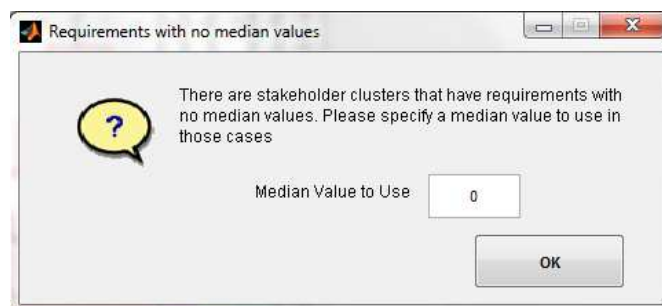 Requirements with no median values
There are stakeholder clusters that have requirements with
no median values. Please specify a median value to use in
those cases
?
Median Value to Use
0
OK